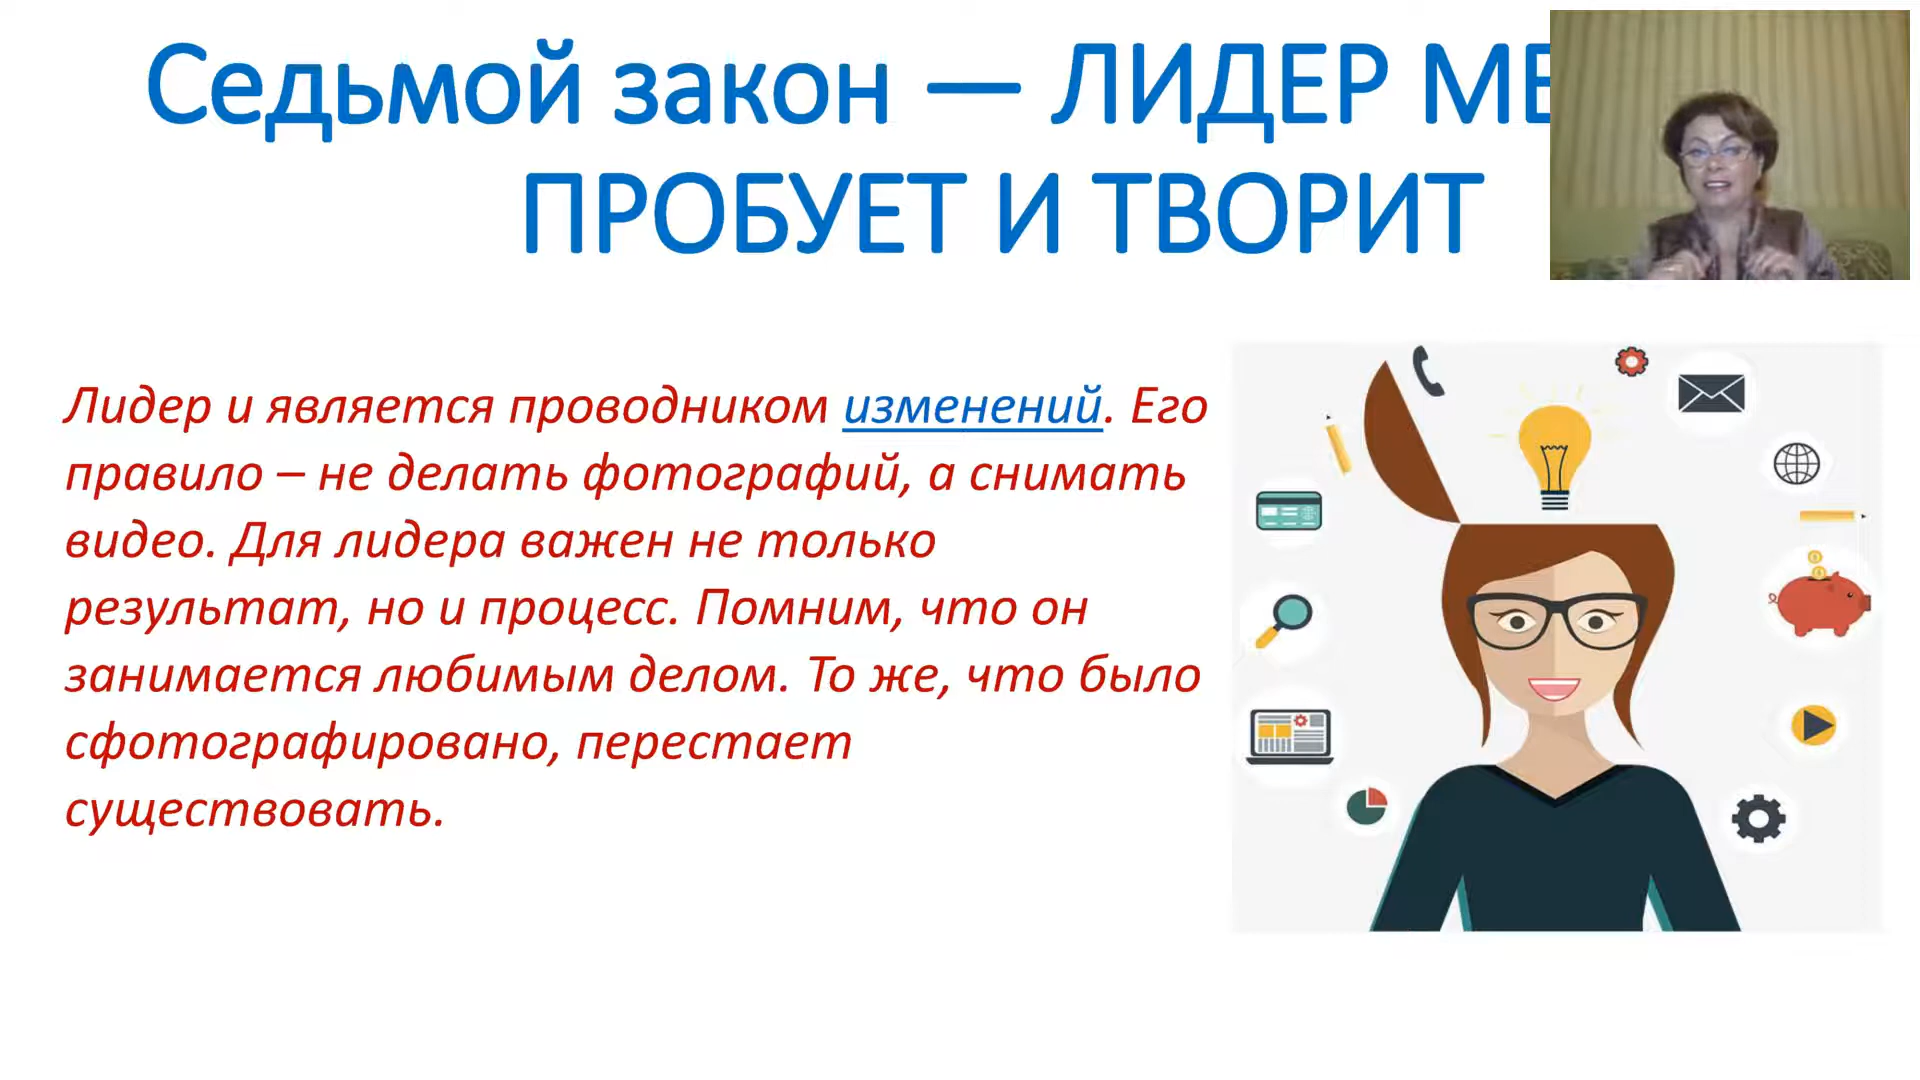 Седьмой закон — ЛИДЕР
ПРОБУЕТ И ТВОРИТ
Лидер и является проводником изменений. Его
правило – не делать фотографий, а снимать
видео. Для лидера важен не только
результат, но и процесс. Помним, что он
занимается любимым делом. То же, что было
сфотографировано, перестает
существовать.